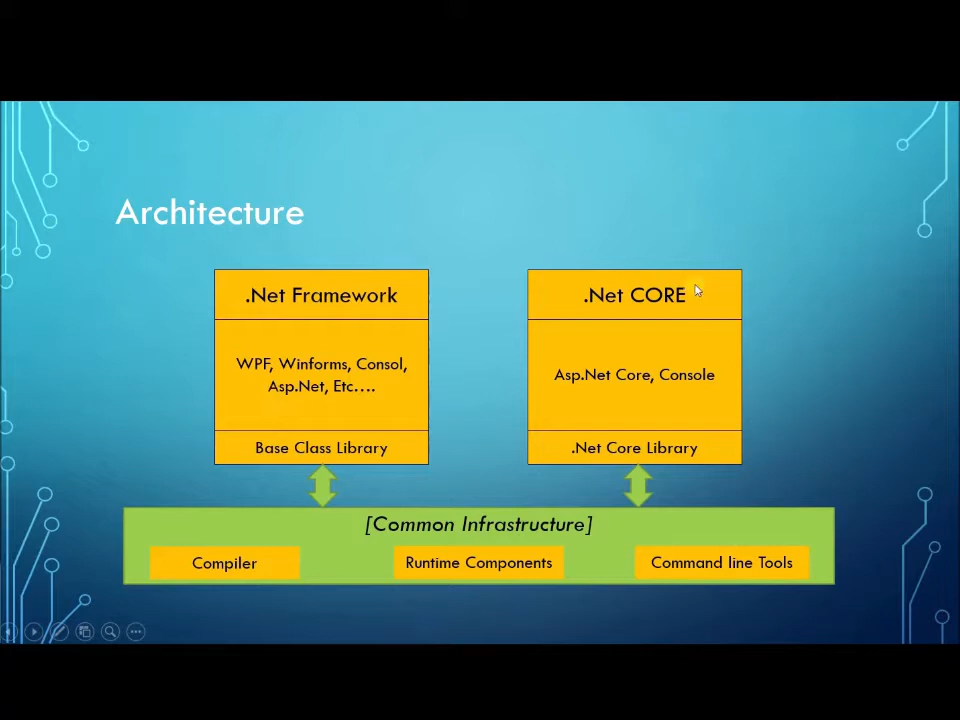 Architecture
.Net Framework
WPF, Winforms, Consol,
Asp.Net, Etc....
Base Class Library
.Net CORE
Asp.Net Core, Console
.Net Core Library
[Common Infrastructure]
Compiler
Runtime Components
Command line Tools